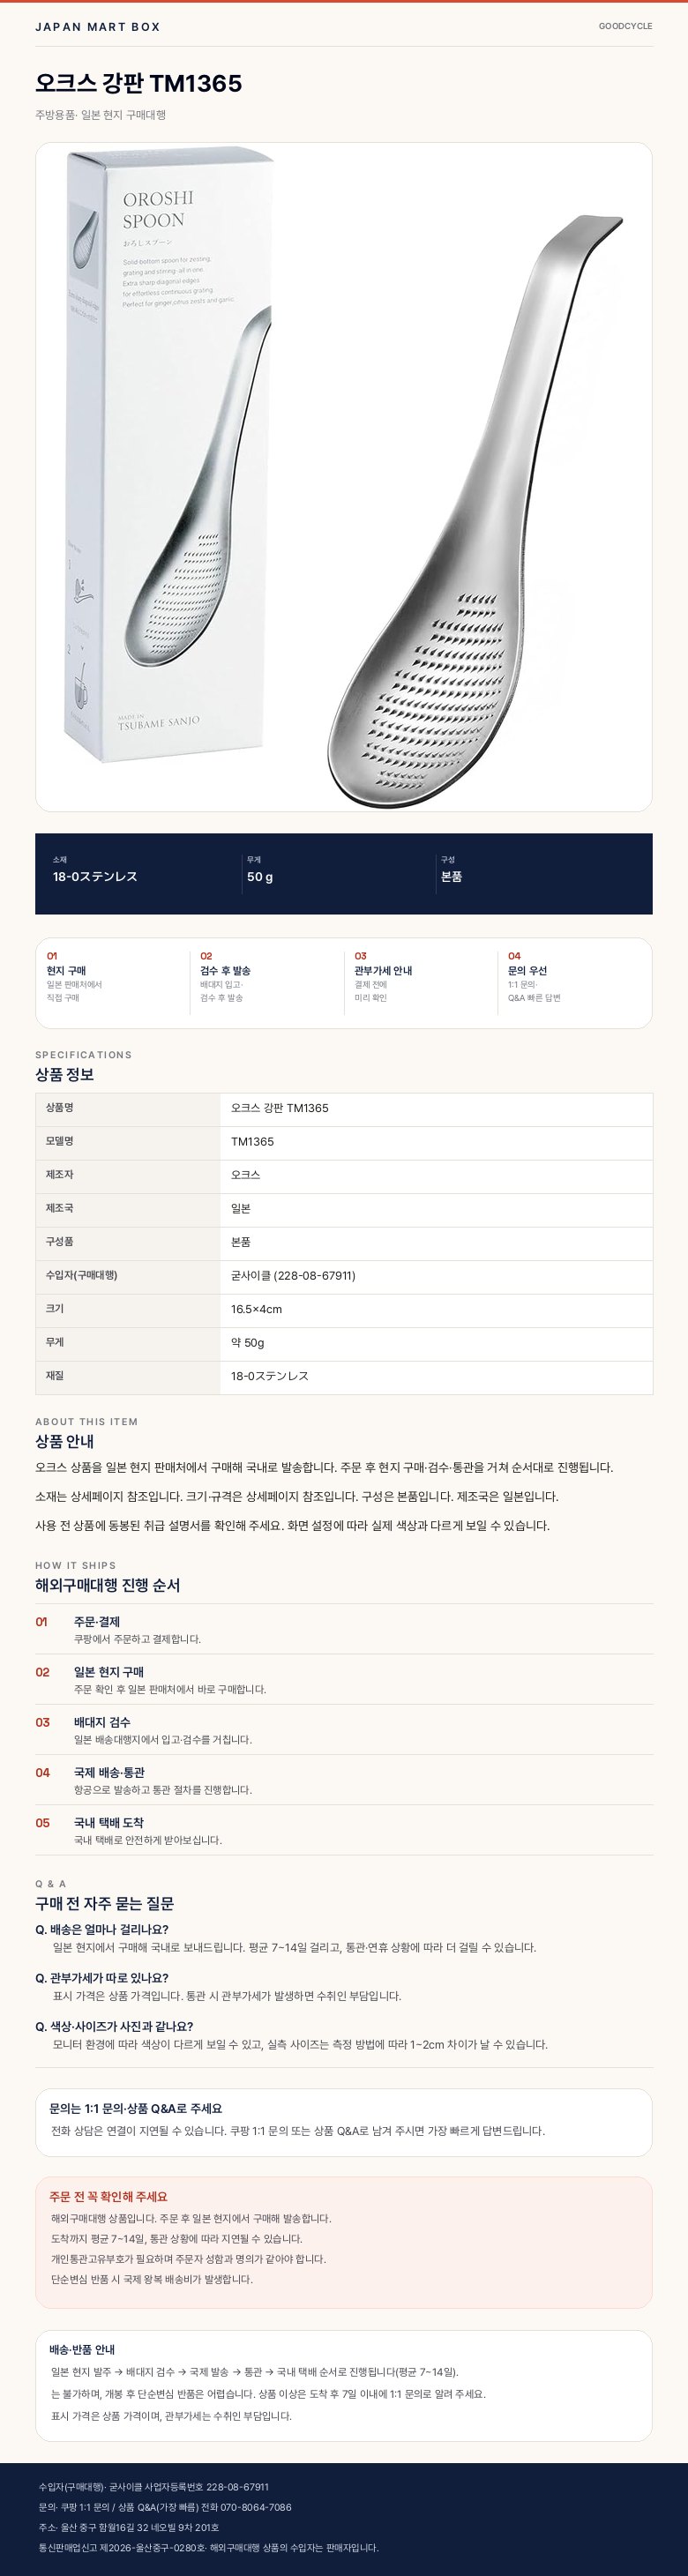 JAPAN MART BOX
GOODCYCLE
오크스 강판 TM1365
주방용품· 일본 현지 구매대행
OROSHI
SPOON
おろしスプーン
Solid-bottom spoon for zesting,
grating and stirring-all in one.
Extra sharp diagonal edges
for effortless continuous grating.
Perfect for ginger,citrus zests and garlic
MADE IN
TSUBAME SANJO
소재
18-0ステンレス
무게
50 g
구성
본품
01
현지 구매
일본 판매처에서
직접 구매
02
검수 후 발송
배대지 입고·
검수 후 발송
03
관부가세 안내
결제 전에
미리 확인
04
문의 우선
1:1 문의·
Q&A 빠른 답변
SPECIFICATIONS
상품 정보
상품명 오크스 강판 TM1365
모델명 TM1365
제조자 오크스
제조국 일본
구성품 본품
수입자(구매대행) 굳사이클 (228-08-67911)
크기 16.5×4cm
무게 약 50g
재질 18-0ステンレス
ABOUT THIS ITEM
상품 안내
오크스 상품을 일본 현지 판매처에서 구매해 국내로 발송합니다. 주문 후 현지 구매·검수·통관을 거쳐 순서대로 진행됩니다.
소재는 상세페이지 참조입니다. 크기·규격은 상세페이지 참조입니다. 구성은 본품입니다. 제조국은 일본입니다.
사용 전 상품에 동봉된 취급 설명서를 확인해 주세요. 화면 설정에 따라 실제 색상과 다르게 보일 수 있습니다.
HOW IT SHIPS
해외구매대행 진행 순서
01 주문·결제
쿠팡에서 주문하고 결제합니다.
02 일본 현지 구매
주문 확인 후 일본 판매처에서 바로 구매합니다.
03 배대지 검수
일본 배송대행지에서 입고·검수를 거칩니다.
04 국제 배송·통관
항공으로 발송하고 통관 절차를 진행합니다.
05 국내 택배 도착
국내 택배로 안전하게 받아보십니다.
Q & A
구매 전 자주 묻는 질문
Q. 배송은 얼마나 걸리나요?
일본 현지에서 구매해 국내로 보내드립니다. 평균 7~14일 걸리고, 통관·연휴 상황에 따라 더 걸릴 수 있습니다.
Q. 관부가세가 따로 있나요?
표시 가격은 상품 가격입니다. 통관 시 관부가세가 발생하면 수취인 부담입니다.
Q. 색상·사이즈가 사진과 같나요?
모니터 환경에 따라 색상이 다르게 보일 수 있고, 실측 사이즈는 측정 방법에 따라 1~2cm 차이가 날 수 있습니다.
문의는 1:1 문의·상품 Q&A로 주세요
전화 상담은 연결이 지연될 수 있습니다. 쿠팡 1:1 문의 또는 상품 Q&A로 남겨 주시면 가장 빠르게 답변드립니다.
주문 전 꼭 확인해 주세요
해외구매대행 상품입니다. 주문 후 일본 현지에서 구매해 발송합니다.
도착까지 평균 7~14일, 통관 상황에 따라 지연될 수 있습니다.
개인통관고유부호가 필요하며 주문자 성함과 명의가 같아야 합니다.
단순변심 반품 시 국제 왕복 배송비가 발생합니다.
배송·반품 안내
일본 현지 발주 → 배대지 검수 → 국제 발송 → 통관 → 국내 택배 순서로 진행됩니다(평균 7~14일).
는 불가하며, 개봉 후 단순변심 반품은 어렵습니다. 상품 이상은 도착 후 7일 이내에 1:1 문의로 알려 주세요.
표시 가격은 상품 가격이며, 관부가세는 수취인 부담입니다.
수입자(구매대행)· 굳사이클 사업자등록번호 228-08-67911
문의· 쿠팡 1:1 문의 / 상품 Q&A(가장 빠름) 전화 070-8064-7086
주소· 울산 중구 함월16길 32 네오빌 9차 201호
통신판매업신고 제2026-울산중구-0280호· 해외구매대행 상품의 수입자는 판매자입니다.